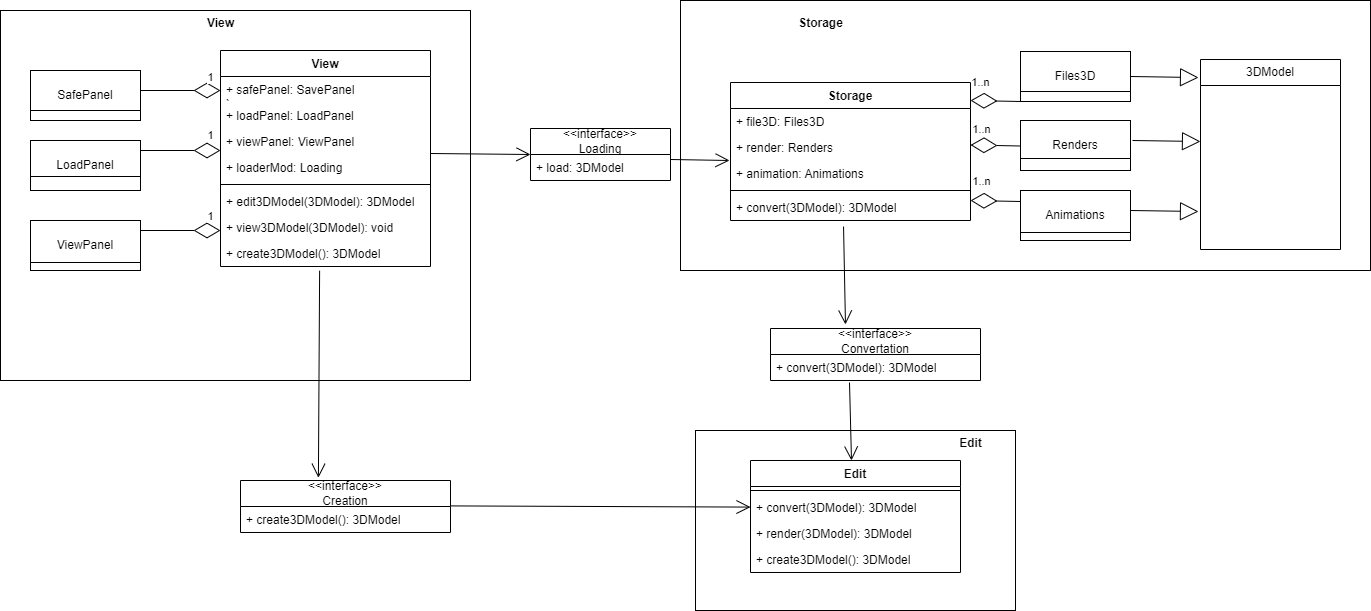 View
View
SafePanel
1
+ safePanel: SavePanel
`
+ loadPanel: LoadPanel
LoadPanel
1
+ viewPanel: ViewPanel
+ loaderMod: Loading
ViewPanel
1
+ edit3DModel(3DModel): 3DModel
+ view3DModel(3DModel): void
+ create3DModel(): 3DModel
<<interface>>
Loading
+ load: 3DModel
Storage
Storage
+ file3D: Files3D
+ render: Renders
+ animation: Animations
+ convert(3DModel): 3DModel
1..n
Files3D
1..n
Renders
1..n
Animations
3DModel
<<interface>>
Convertation
+ convert(3DModel): 3DModel
<<interface>>
Creation
+ create3DModel(): 3DModel
Edit
Edit
+ convert(3DModel): 3DModel
+ render(3DModel): 3DModel
+ create3DModel(): 3DModel